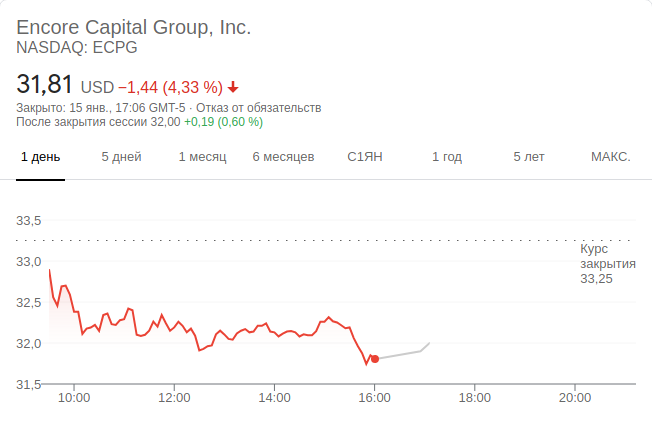 Encore Capital Group, Inc.
NASDAQ: ECPG
31,81 USD −1,44 (4,33 %)
Закрыто: 15 янв., 17:06 GMT-5 · Отказ от обязательств
После закрытия сессии 32,00 +0,19 (0,60 %)
1 день 5 дней 1 месяц 6 месяцев С1ЯН 1 год 5 лет МАКС.
33,5
Курс
закрытия
33,25
33,0
32,5
32,0
31,5
10:00 12:00 14:00 16:00 18:00 20:00